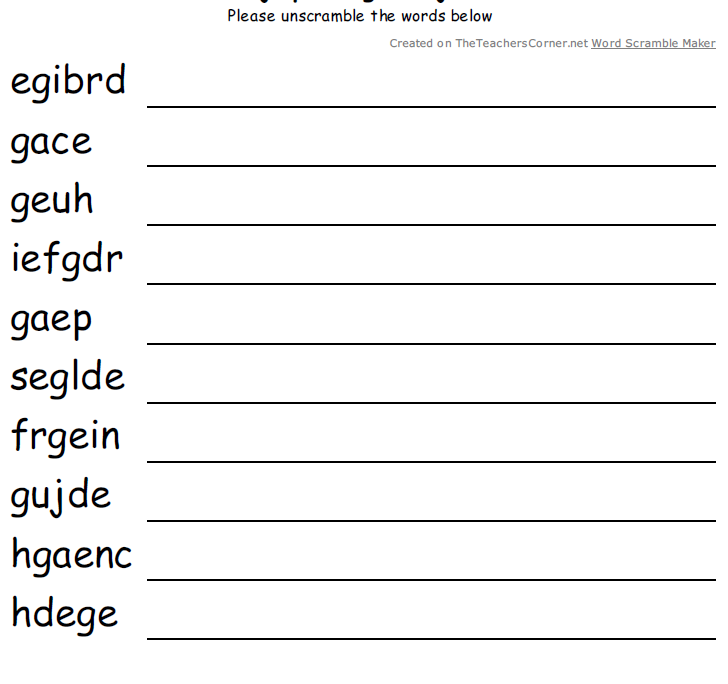 Please unscramble the words below
Created on TheTeachersCorner.net Word Scramble Maker
egibrd
gace
geuh
iefgdr
gaep
seglde
frgein
gujde
hgaenc
hdege